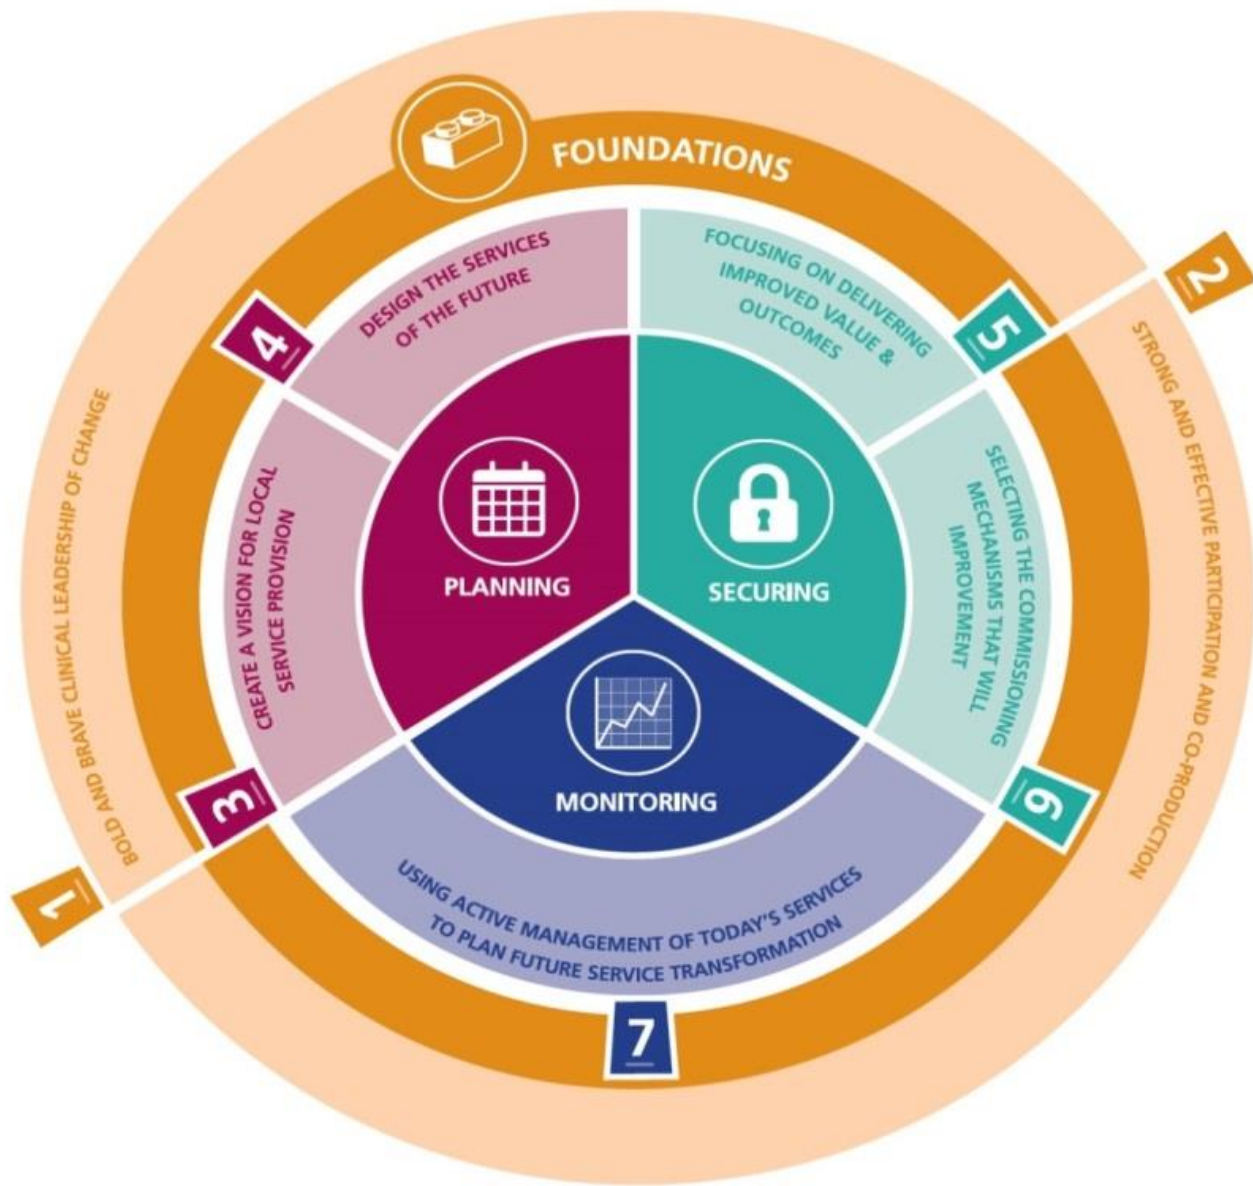 FOUNDATIONS
1
BOLD AND BRAVE CLINICAL LEADERSHIP OF CHANGE
2
STRONG AND EFFECTIVE PARTICIPATION AND CO-PRODUCTION
3
CREATE A VISION FOR LOCAL
SERVICE PROVISION
4
DESIGN THE SERVICES
OF THE FUTURE
5
FOCUSING ON DELIVERING
IMPROVED VALUE &
OUTCOMES
6
SELECTING THE COMMISSIONING
MECHANISMS THAT WILL
IMPROVEMENT
7
USING ACTIVE MANAGEMENT OF TODAY'S SERVICES
TO PLAN FUTURE SERVICE TRANSFORMATION
PLANNING
SECURING
MONITORING